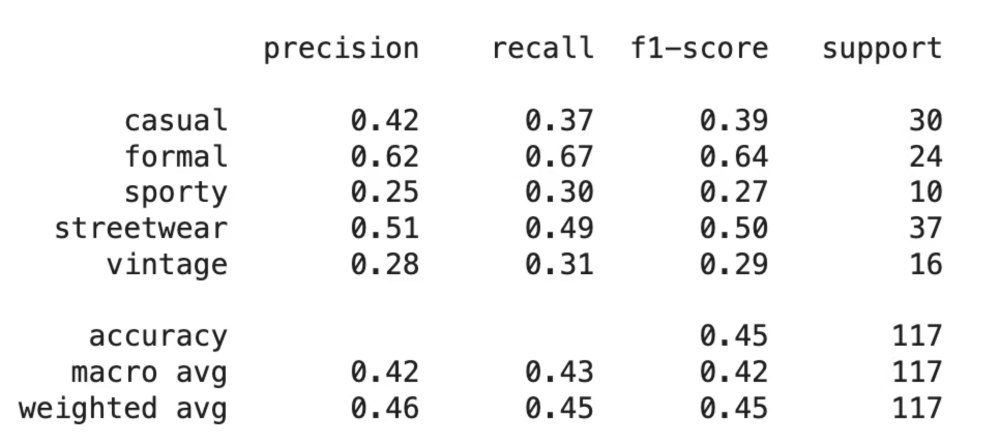 precision recall f1-score support
casual 0.42 0.37 0.39 30
formal 0.62 0.67 0.64 24
sporty 0.25 0.30 0.27 10
streetwear 0.51 0.49 0.50 37
vintage 0.28 0.31 0.29 16
accuracy 0.45 117
macro avg 0.42 0.43 0.42 117
weighted avg 0.46 0.45 0.45 117